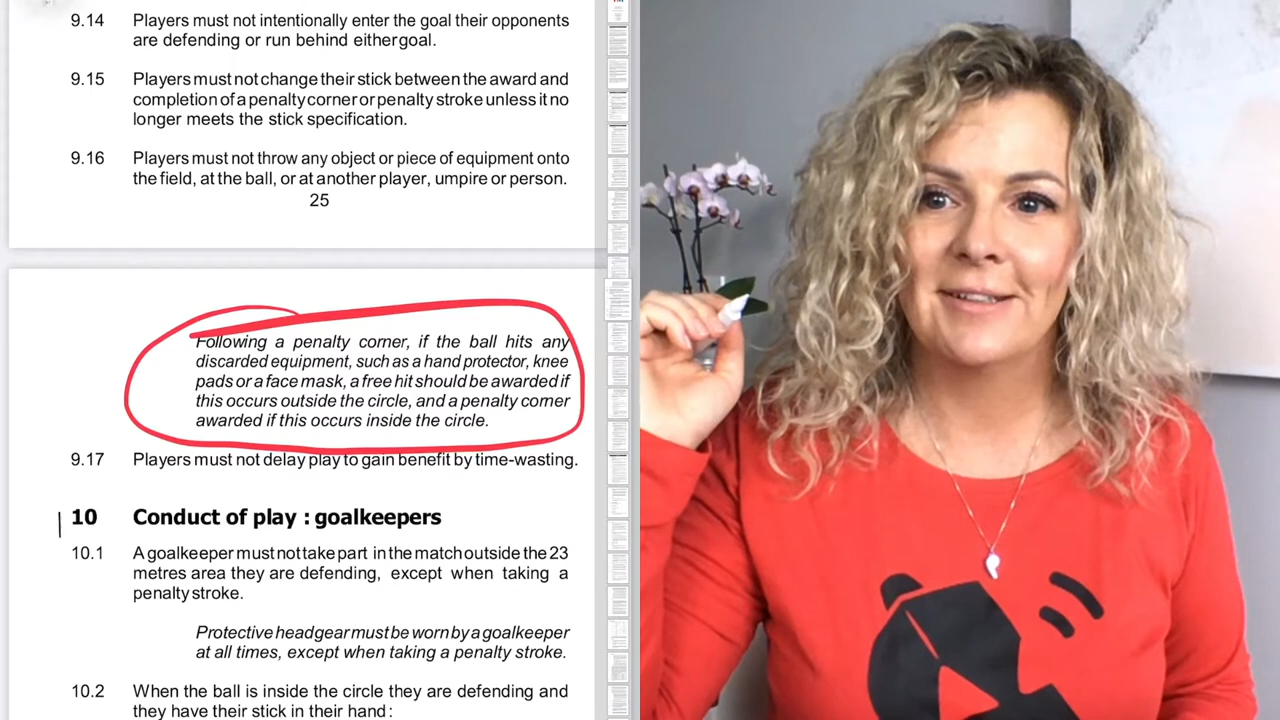 9.14 Players must not intentionally enter the goal their opponents
are defending or run behind either goal.
9.15 Players must not change their stick between the award and
completion of a penalty corner or penalty stroke unless it no
longer meets the stick specification.
9.16 Players must not throw any object or piece of equipment onto
the field, at the ball, or at another player, umpire or person.
23
Following a penalty corner, if the ball hits any
discarded equipment such as hand protectors, knee
pads or a face mask, a free hit should be awarded if
this occurs outside the circle, and a penalty corner
awarded if this occurs inside the circle.
9.17 Players must not delay play to gain benefit by time-wasting.
10 Conduct of play : goalkeepers
10.1 A goalkeeper must not take part in the match outside the 23
metres area they are defending, except when taking a
penalty stroke.
Protective headgear must be worn by a goalkeeper
at all times, except when taking a penalty stroke.
10.2 When the ball is inside the circle they are defending and
they have their stick in their hand :